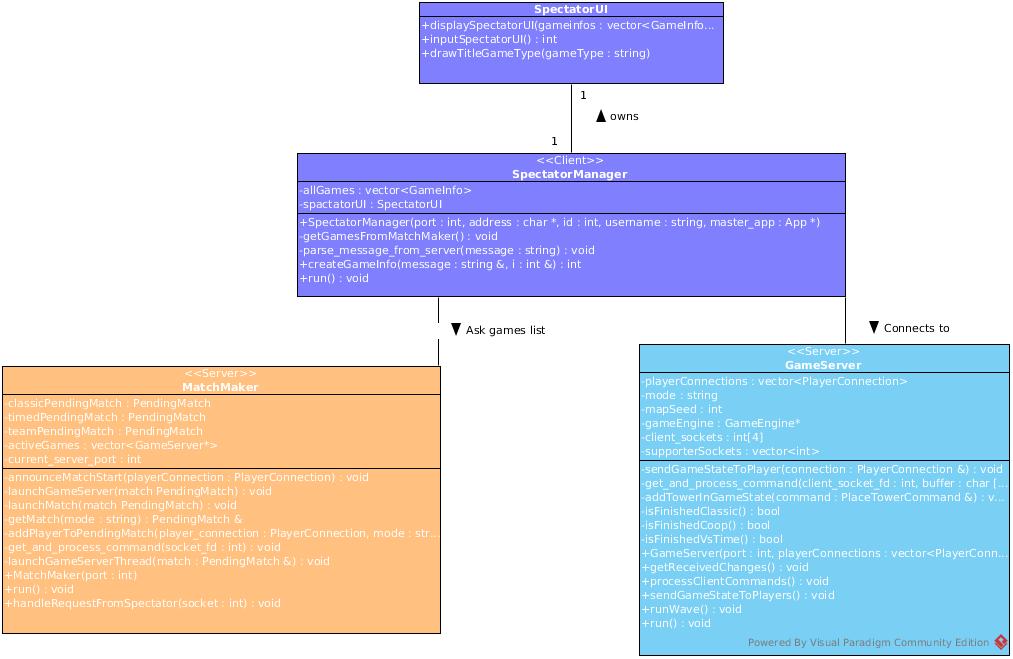 SpectatorUI
+displaySpectatorUI(gameinfos : vector<GameInfo...
+inputSpectatorUI() : int
+drawTitleGameType(gameType : string)
1
owns
1
<<Client>>
SpectatorManager
-allGames : vector<GameInfo>
-spactatorUI : SpectatorUI
+SpectatorManager(port : int, address : char *, id : int, username : string, master_app : App *)
-getGamesFromMatchMaker() : void
-parse_message_from_server(message : string) : void
+createGameInfo(message : string &, i : int &) : int
+run() : void
Ask games list
Connects to
<<Server>>
MatchMaker
-classicPendingMatch : PendingMatch
-timedPendingMatch : PendingMatch
-teamPendingMatch : PendingMatch
-activeGames : vector<GameServer*>
-current_server_port : int
-announceMatchStart(playerConnection : PlayerConnection) : void
-launchGameServer(match PendingMatch) : void
-launchMatch(match PendingMatch) : void
-getMatch(mode : string) : PendingMatch &
-addPlayerToPendingMatch(player_connection : PlayerConnection, mode : str...
-get_and_process_command(socket_fd : int) : void
-launchGameServerThread(match : PendingMatch &) : void
+MatchMaker(port : int)
+run() : void
+handleRequestFromSpectator(socket : int) : void
<<Server>>
GameServer
-playerConnections : vector<PlayerConnection>
-mode : string
-mapSeed : int
-gameEngine : GameEngine*
-client_sockets : int[4]
-supporterSockets : vector<int>
-sendGameStateToPlayer(connection : PlayerConnection &) : void
-get_and_process_command(client_socket_fd : int, buffer : char [...
-addTowerInGameState(command : PlaceTowerCommand &) : v...
-isFinishedClassic() : bool
-isFinishedCoop() : bool
-isFinishedVsTime() : bool
+GameServer(port : int, playerConnections : vector<PlayerConn...
+getReceivedChanges() : void
+processClientCommands() : void
+sendGameStateToPlayers() : void
+runWave() : void
+run() : void
Powered By Visual Paradigm Community Edition